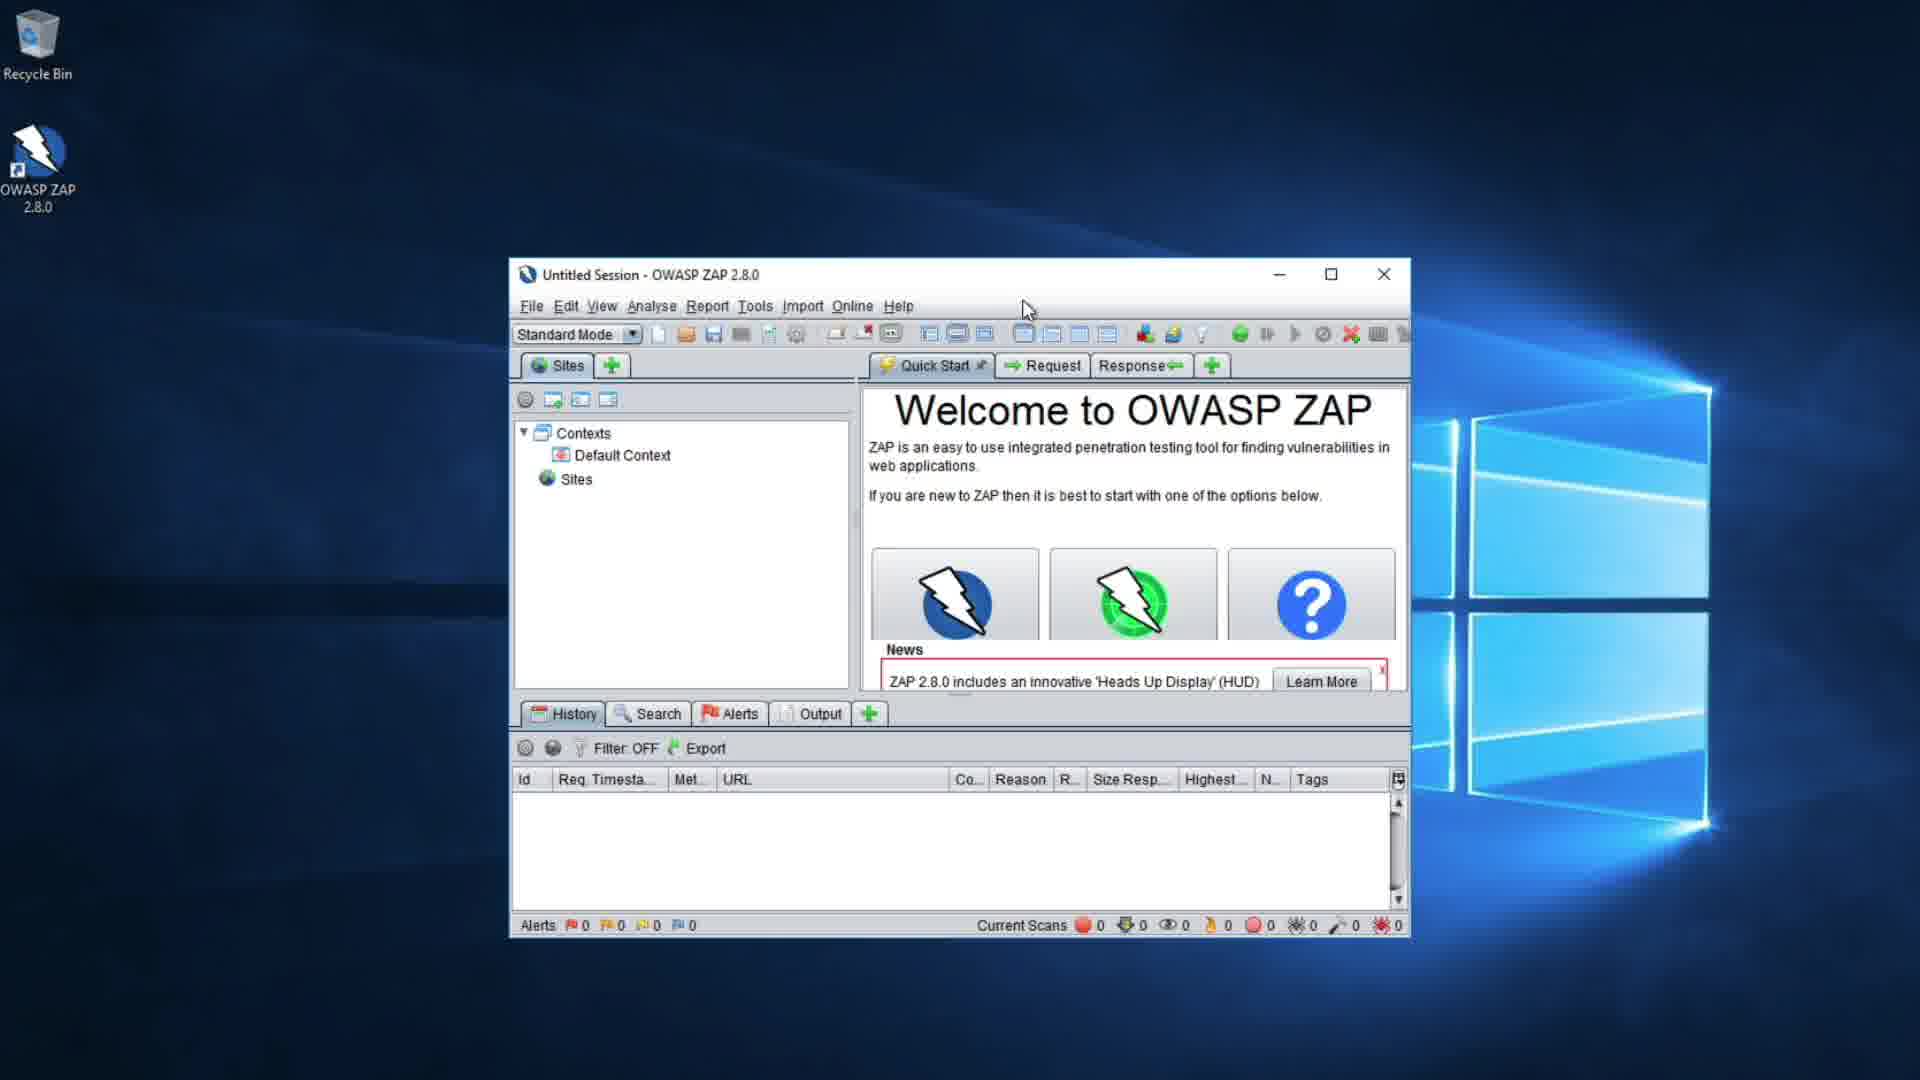 Recycle Bin
OWASP ZAP
2.8.0
Untitled Session - OWASP ZAP 2.8.0
File Edit View Analyse Report Tools Import Online Help
Standard Mode
Sites
Quick Start
Request
Response
Contexts
Default Context
Sites
Welcome to OWASP ZAP
ZAP is an easy to use integrated penetration testing tool for finding vulnerabilities in
web applications.
If you are new to ZAP then it is best to start with one of the options below.
News
ZAP 2.8.0 includes an innovative 'Heads Up Display' (HUD)
Learn More
x
History Search Alerts Output
Filter: OFF Export
Id Req. Timesta... Met... URL Co... Reason R... Size Resp... Highest... N... Tags
Alerts 0 0 0 0 Current Scans 0 0 0 0 0 0 0 0